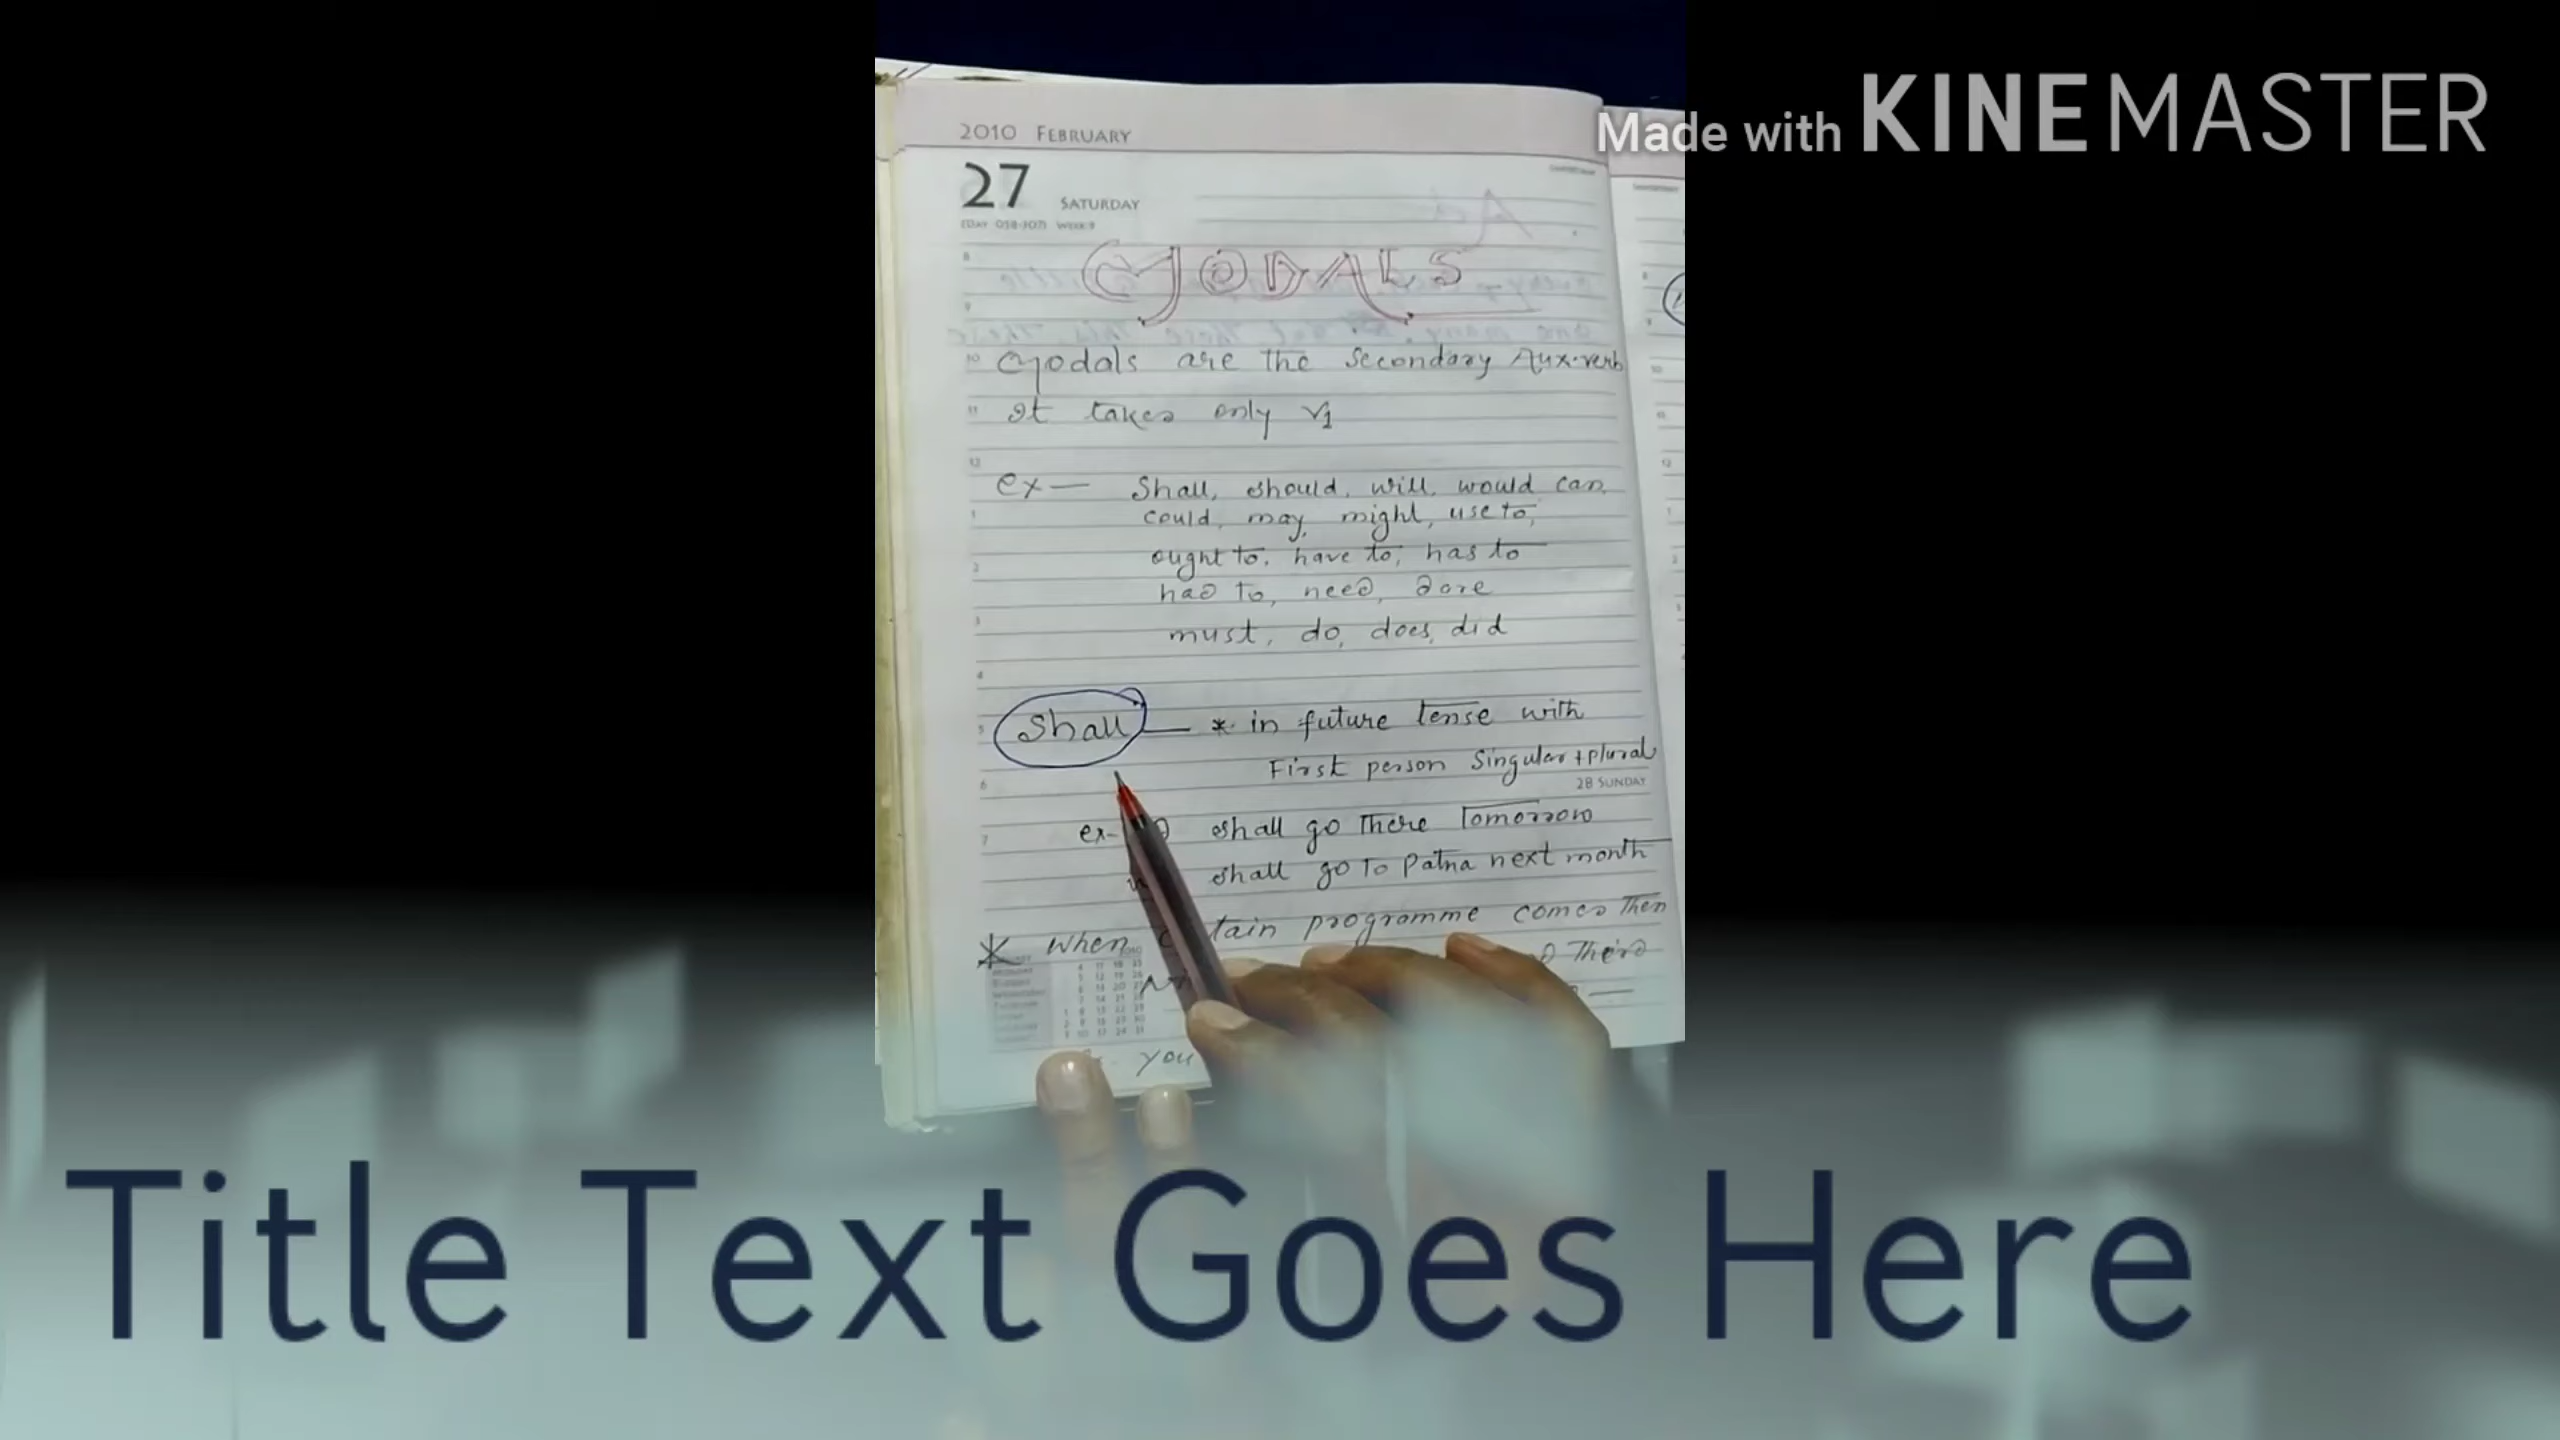 Made with KINEMASTER
2010 FEBRUARY
27 SATURDAY
MODALS
Modals are the Secondary Aux.verb
It takes only V1
ex — Shall, should, will, would can,
could, may, might, use to,
ought to, have to, has to
had to, need, dare
must, do, does, did
Shall — * in future tense with
First person Singular + plural
28 SUNDAY
ex- shall go There Tomorrow
shall go To Patna next month
* When tain programme comes Then
Third
you
Title Text Goes Here